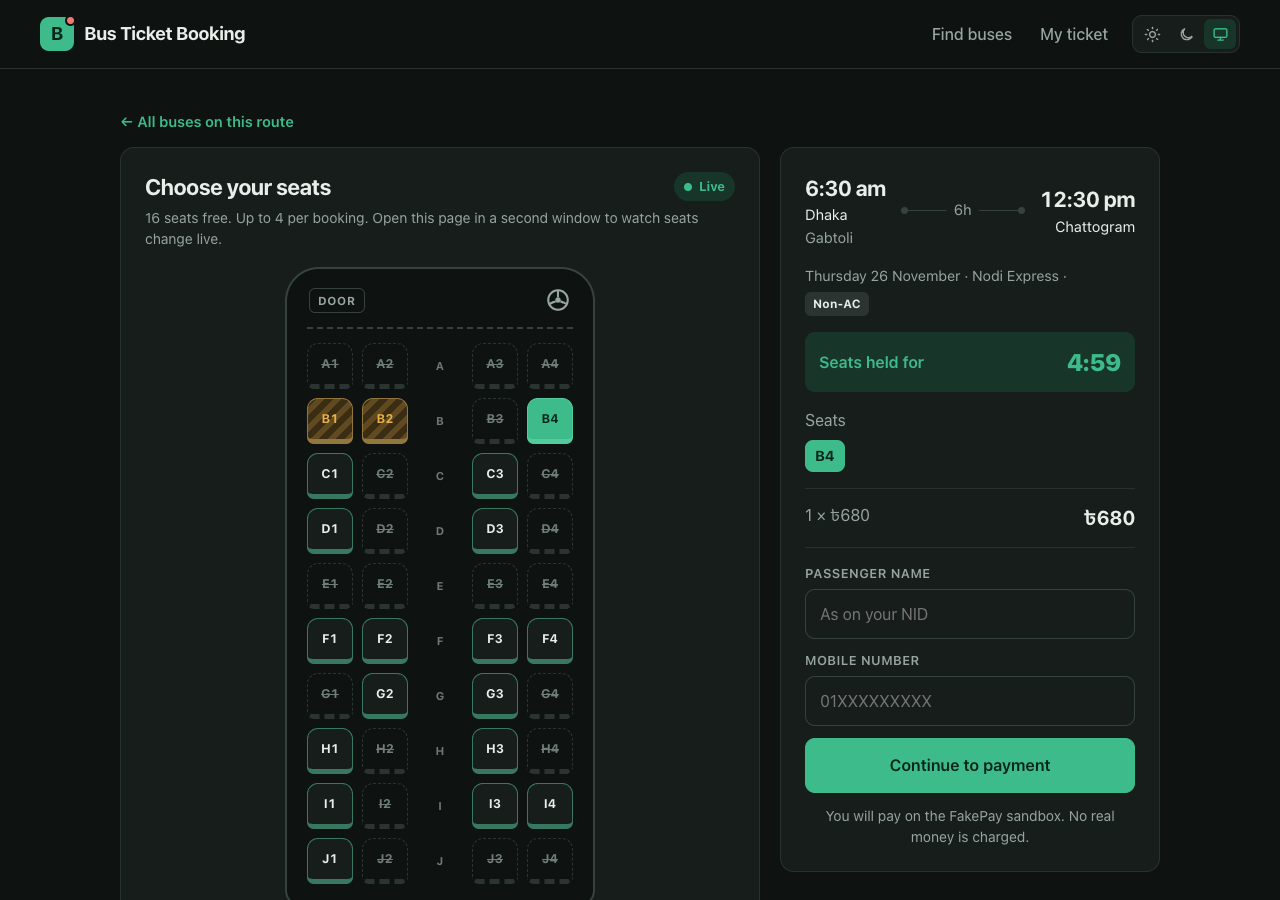 B Bus Ticket Booking
Find buses My ticket
← All buses on this route
Choose your seats
Live
16 seats free. Up to 4 per booking. Open this page in a second window to watch seats
change live.
DOOR
A1 A2 A A3 A4
B1 B2 B B3 B4
C1 C2 C C3 C4
D1 D2 D D3 D4
E1 E2 E E3 E4
F1 F2 F F3 F4
G1 G2 G G3 G4
H1 H2 H H3 H4
I1 I2 I I3 I4
J1 J2 J J3 J4
6:30 am
Dhaka
Gabtoli
6h
12:30 pm
Chattogram
Thursday 26 November · Nodi Express ·
Non-AC
Seats held for 4:59
Seats
B4
1 × ৳680 ৳680
PASSENGER NAME
As on your NID
MOBILE NUMBER
01XXXXXXXXX
Continue to payment
You will pay on the FakePay sandbox. No real
money is charged.